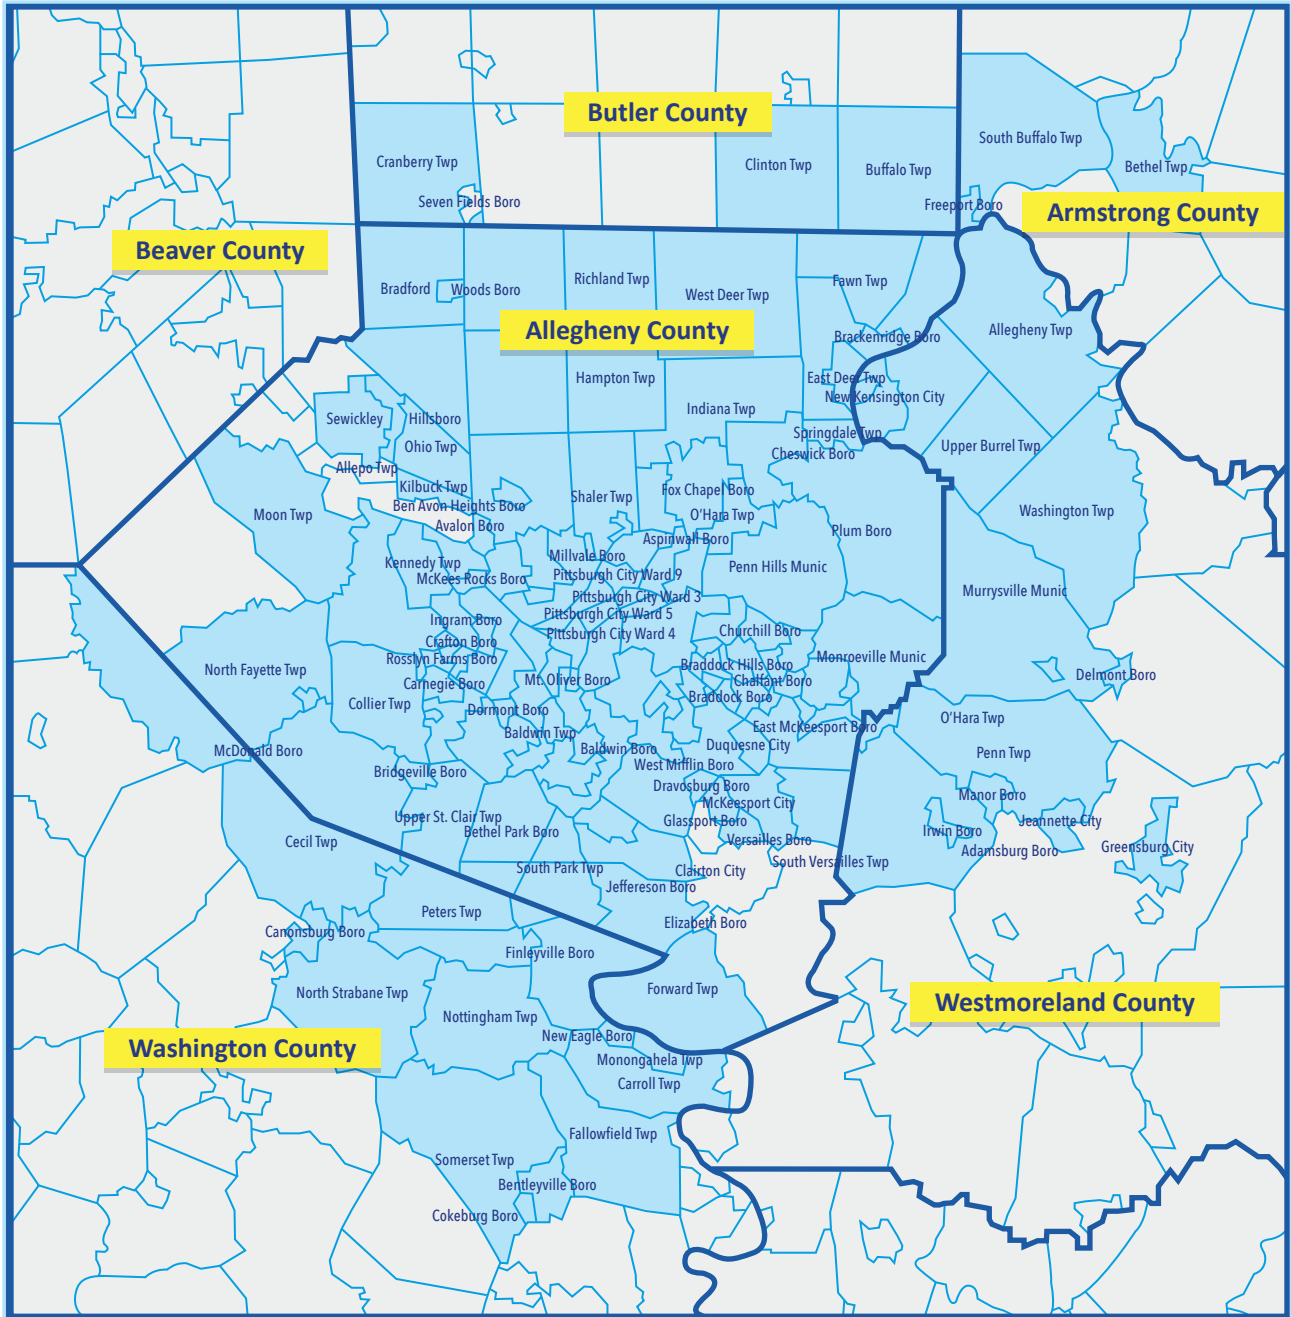 Butler County
South Buffalo Twp
Cranberry Twp
Clinton Twp
Buffalo Twp
Bethel Twp
Seven Fields Boro
Freeport Boro
Armstrong County
Beaver County
Bradford
Woods Boro
Richland Twp
West Deer Twp
Fawn Twp
Allegheny County
Allegheny Twp
Brackenridge Boro
Hampton Twp
East Deer Twp
New Kensington City
Sewickley
Hillsboro
Indiana Twp
Ohio Twp
Springdale Twp
Upper Burrel Twp
Cheswick Boro
Allepo Twp
Kilbuck Twp
Fox Chapel Boro
Shaler Twp
Ben Avon Heights Boro
Moon Twp
O'Hara Twp
Washington Twp
Avalon Boro
Plum Boro
Aspinwall Boro
Millvale Boro
Kennedy Twp
Penn Hills Munic
McKees Rocks Boro
Pittsburgh City Ward 9
Murrysville Munic
Pittsburgh City Ward 3
Pittsburgh City Ward 5
Ingram Boro
Churchill Boro
Pittsburgh City Ward 4
Crafton Boro
Rosslyn Farms Boro
Monroeville Munic
North Fayette Twp
Braddock Hills Boro
Delmont Boro
Mt. Oliver Boro
Chalfant Boro
Carnegie Boro
Braddock Boro
Collier Twp
Dormont Boro
O'Hara Twp
East McKeesport Boro
Baldwin Twp
Duquesne City
McDonald Boro
Baldwin Boro
Penn Twp
West Mifflin Boro
Bridgeville Boro
Dravosburg Boro
Manor Boro
McKeesport City
Upper St. Clair Twp
Glassport Boro
Jeannette City
Bethel Park Boro
Irwin Boro
Cecil Twp
Versailles Boro
Greensburg City
Adamsburg Boro
South Versailles Twp
South Park Twp
Clairton City
Jeffereson Boro
Peters Twp
Elizabeth Boro
Canonsburg Boro
Finleyville Boro
North Strabane Twp
Forward Twp
Westmoreland County
Nottingham Twp
New Eagle Boro
Washington County
Monongahela Twp
Carroll Twp
Fallowfield Twp
Somerset Twp
Bentleyville Boro
Cokeburg Boro